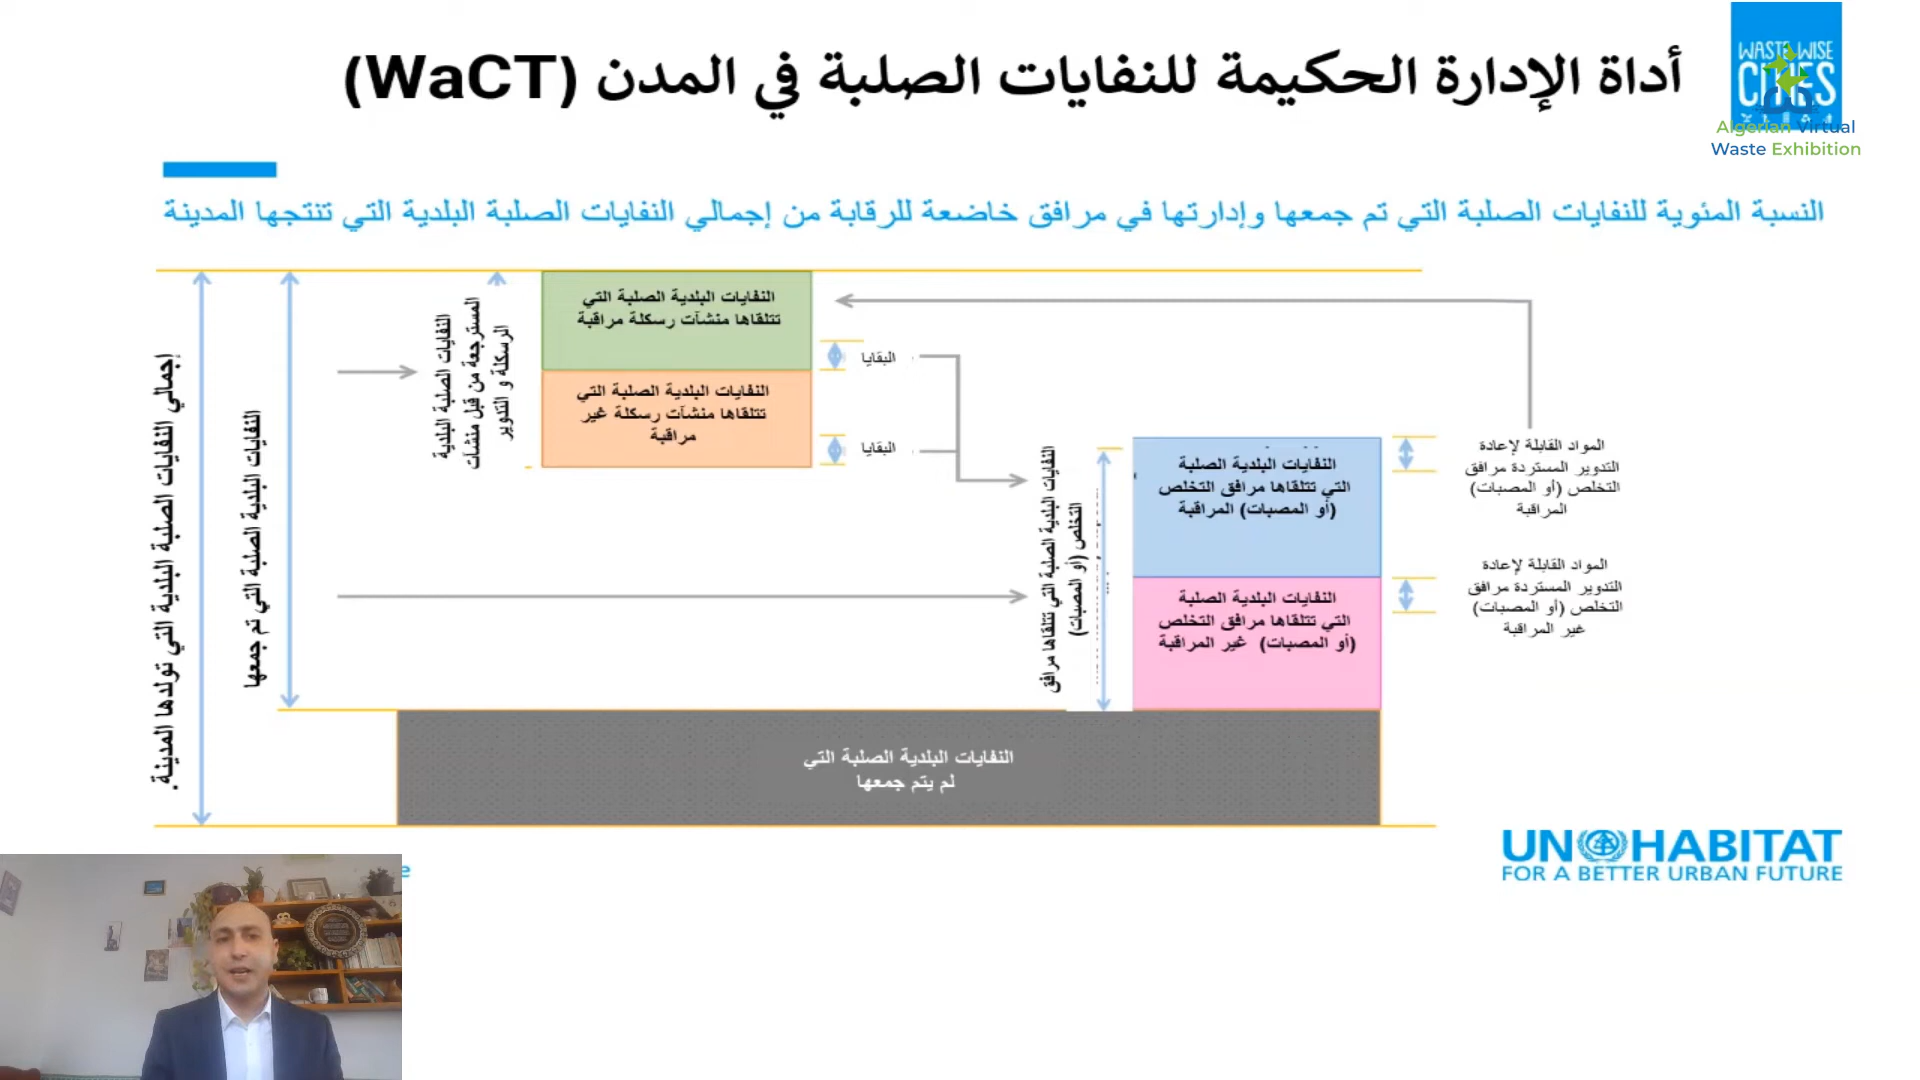 أداة الإدارة الحكيمة للنفايات الصلبة في المدن (WaCT)
WASTE WISE
CITIES
Algerian Virtual
Waste Exhibition
النسبة المئوية للنفايات الصلبة التي تم جمعها وإدارتها في مرافق خاضعة للرقابة من إجمالي النفايات الصلبة البلدية التي تنتجها المدينة
إجمالي النفايات الصلبة البلدية التي تولدها المدينة.
النفايات البلدية الصلبة التي تم جمعها
النفايات الصلبة البلدية
المسترجعة من قبل منشآت
الرسكلة و التدوير
النفايات البلدية الصلبة التي
تتلقاها منشآت رسكلة مراقبة
البقايا
النفايات البلدية الصلبة التي
تتلقاها منشآت رسكلة غير
مراقبة
البقايا
النفايات البلدية الصلبة التي تتلقاها مرافق
التخلص (أو المصبات)
النفايات البلدية الصلبة
التي تتلقاها مرافق التخلص
(أو المصبات) المراقبة
المواد القابلة لإعادة
التدوير المستردة مرافق
التخلص (أو المصبات)
المراقبة
النفايات البلدية الصلبة
التي تتلقاها مرافق التخلص
(أو المصبات) غير المراقبة
المواد القابلة لإعادة
التدوير المستردة مرافق
التخلص (أو المصبات)
غير المراقبة
النفايات البلدية الصلبة التي
لم يتم جمعها
UN HABITAT
FOR A BETTER URBAN FUTURE